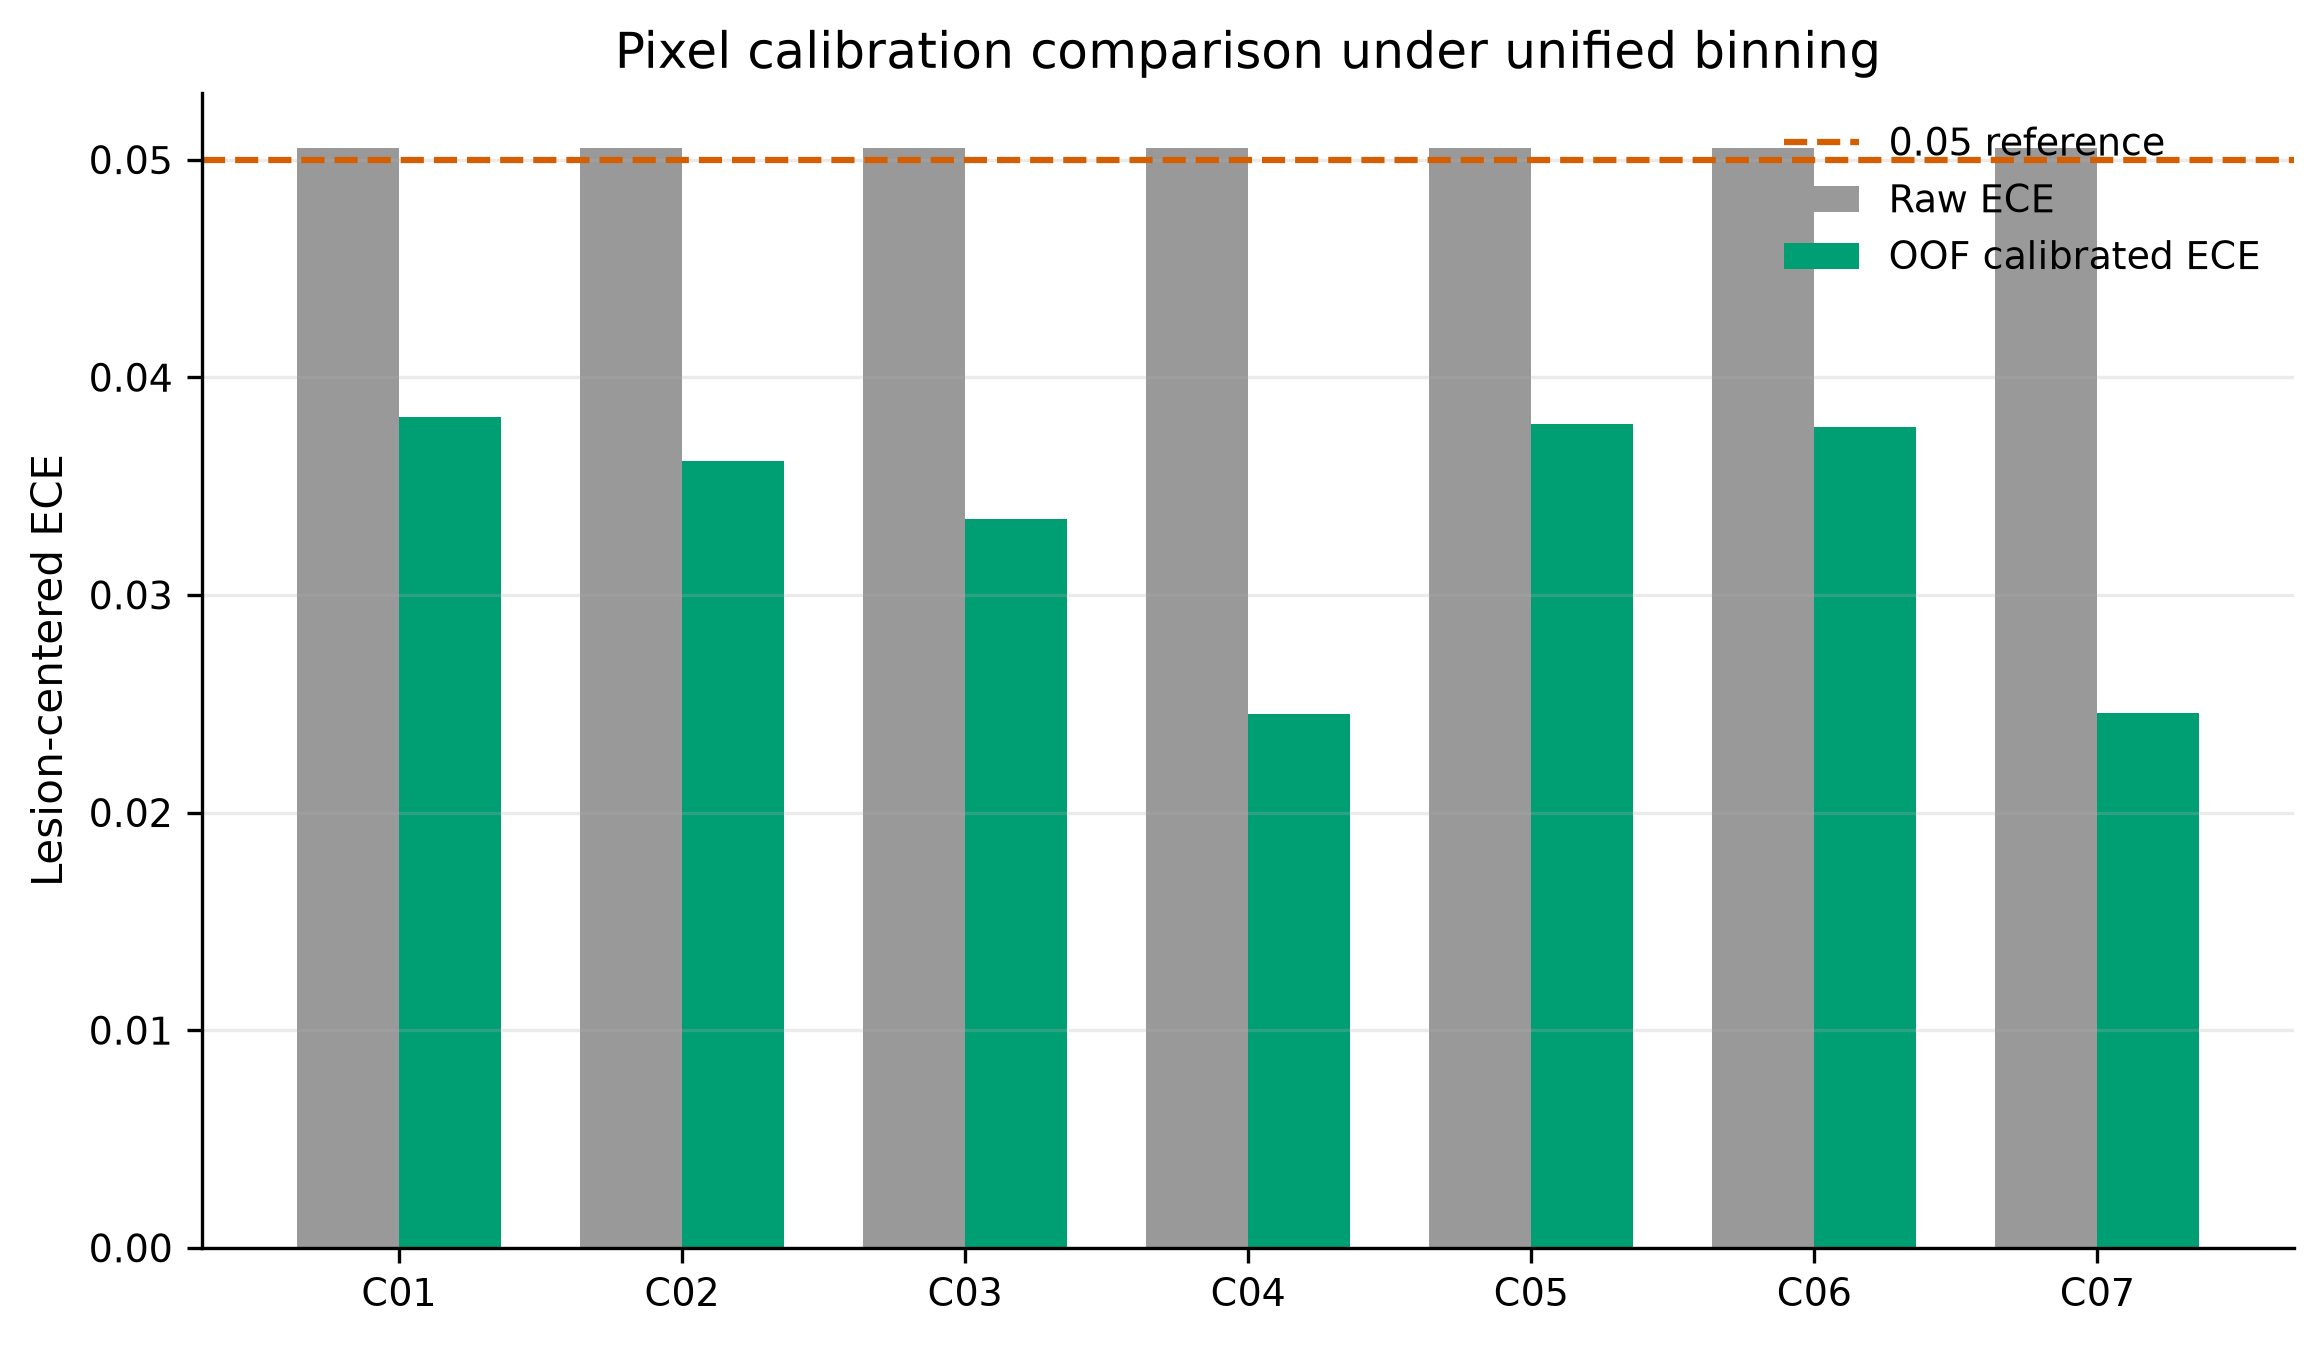 Pixel calibration comparison under unified binning
0.05 reference
Raw ECE
OOF calibrated ECE
Lesion-centered ECE
0.05
0.04
0.03
0.02
0.01
0.00
C01 C02 C03 C04 C05 C06 C07